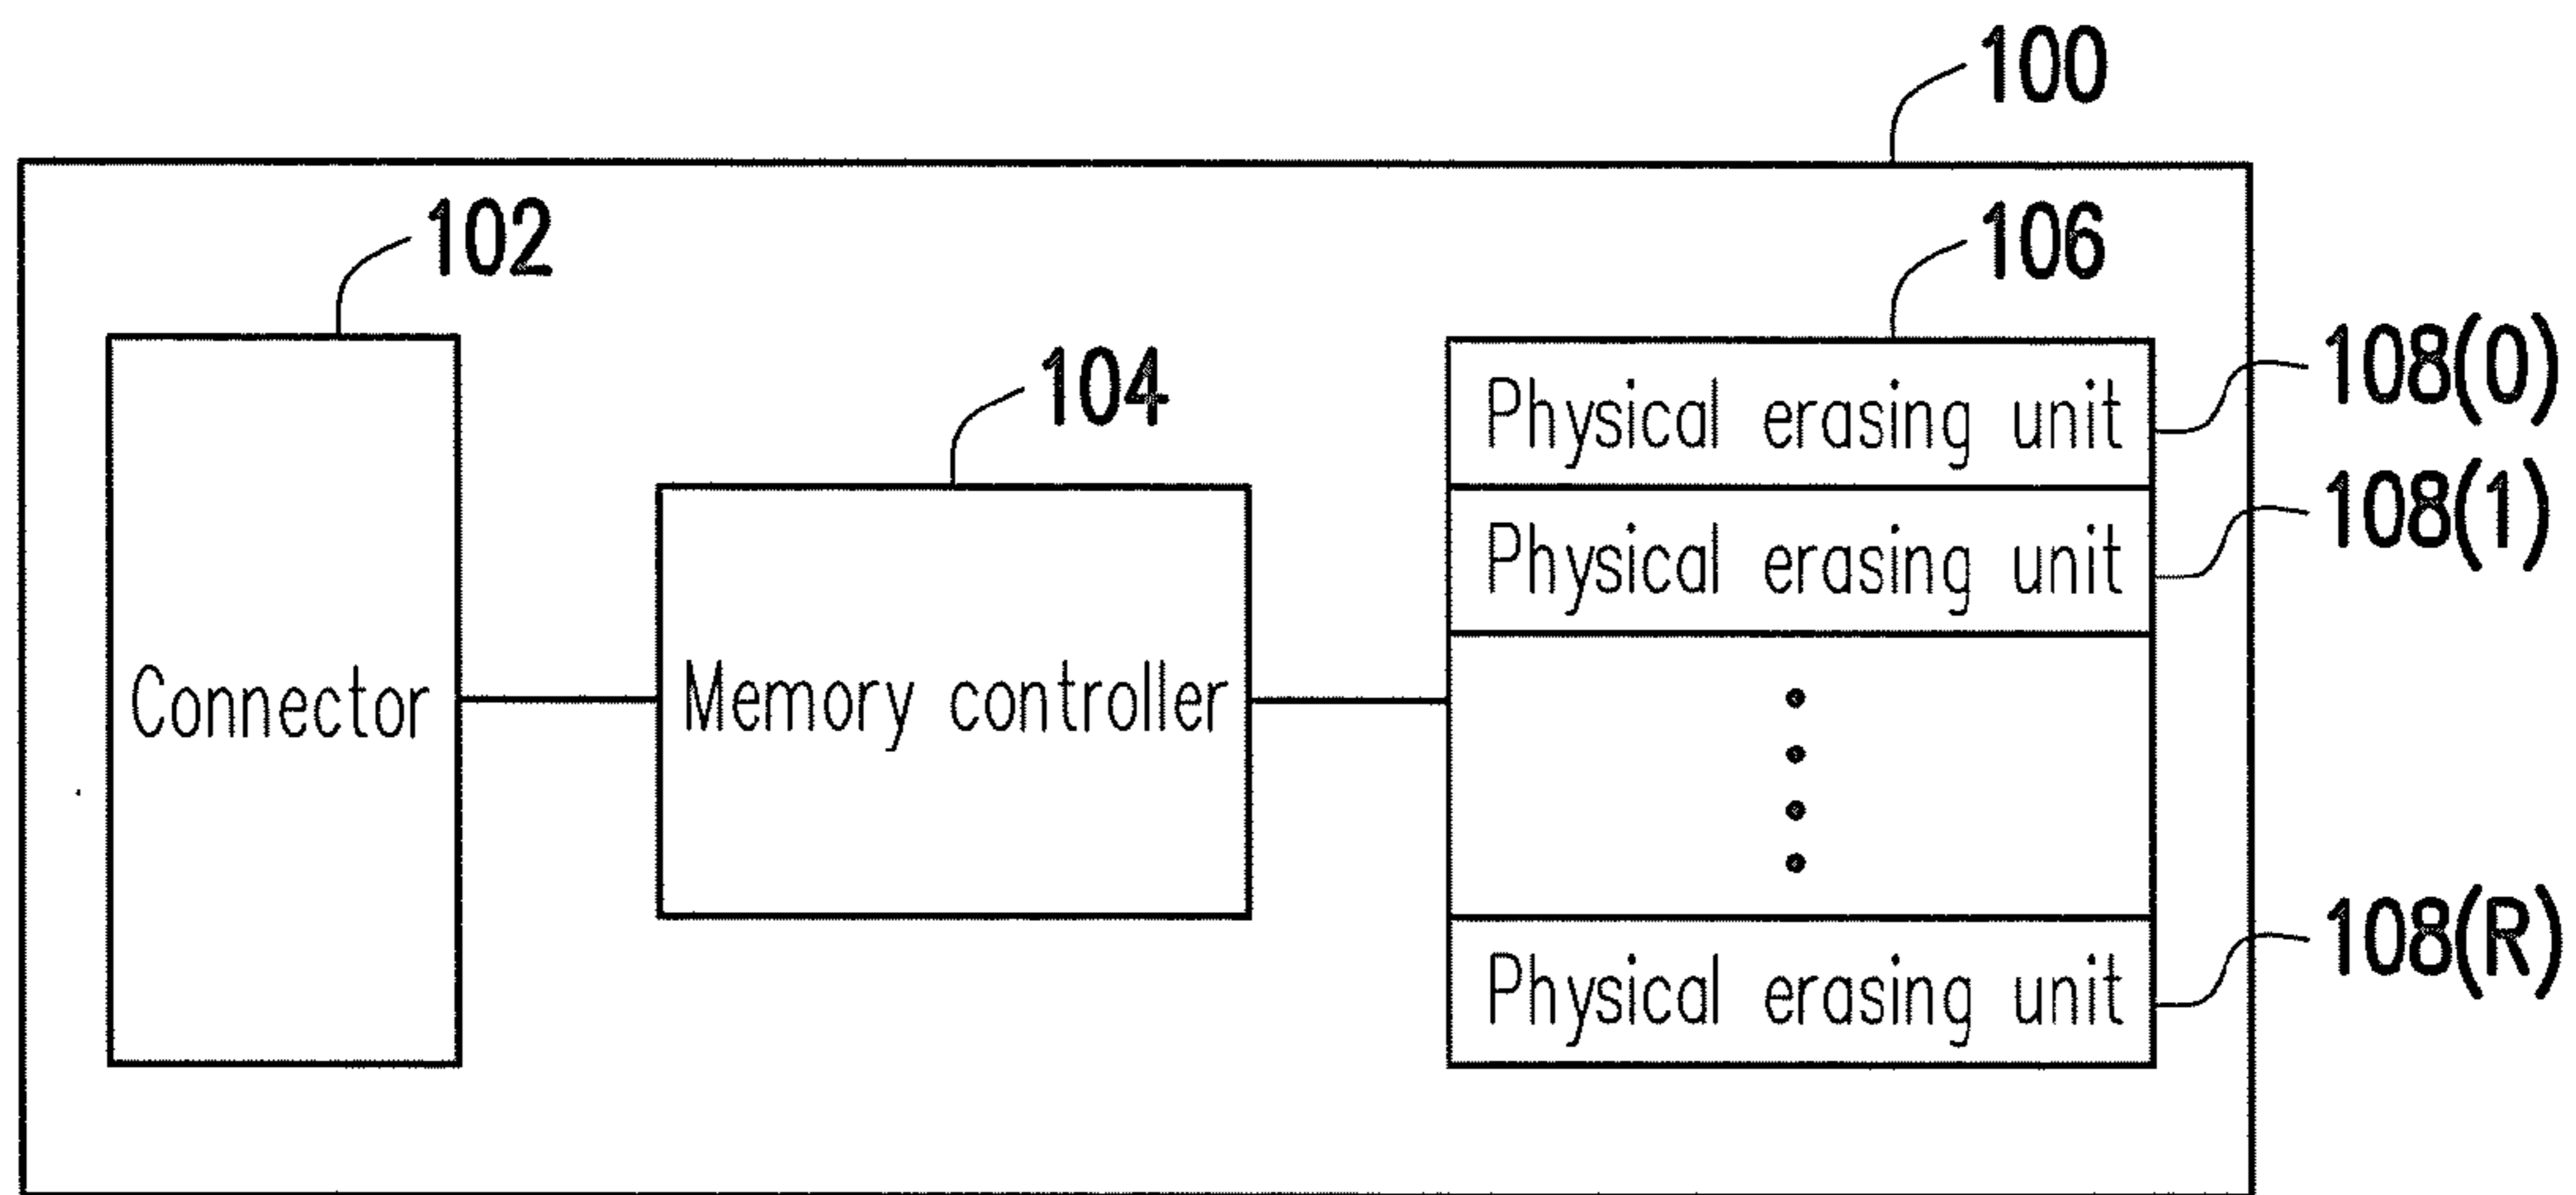 100
102
106
108(0)
104
Physical erasing unit
108(1)
Physical erasing unit
Connector
Memory controller
108(R)
Physical erasing unit